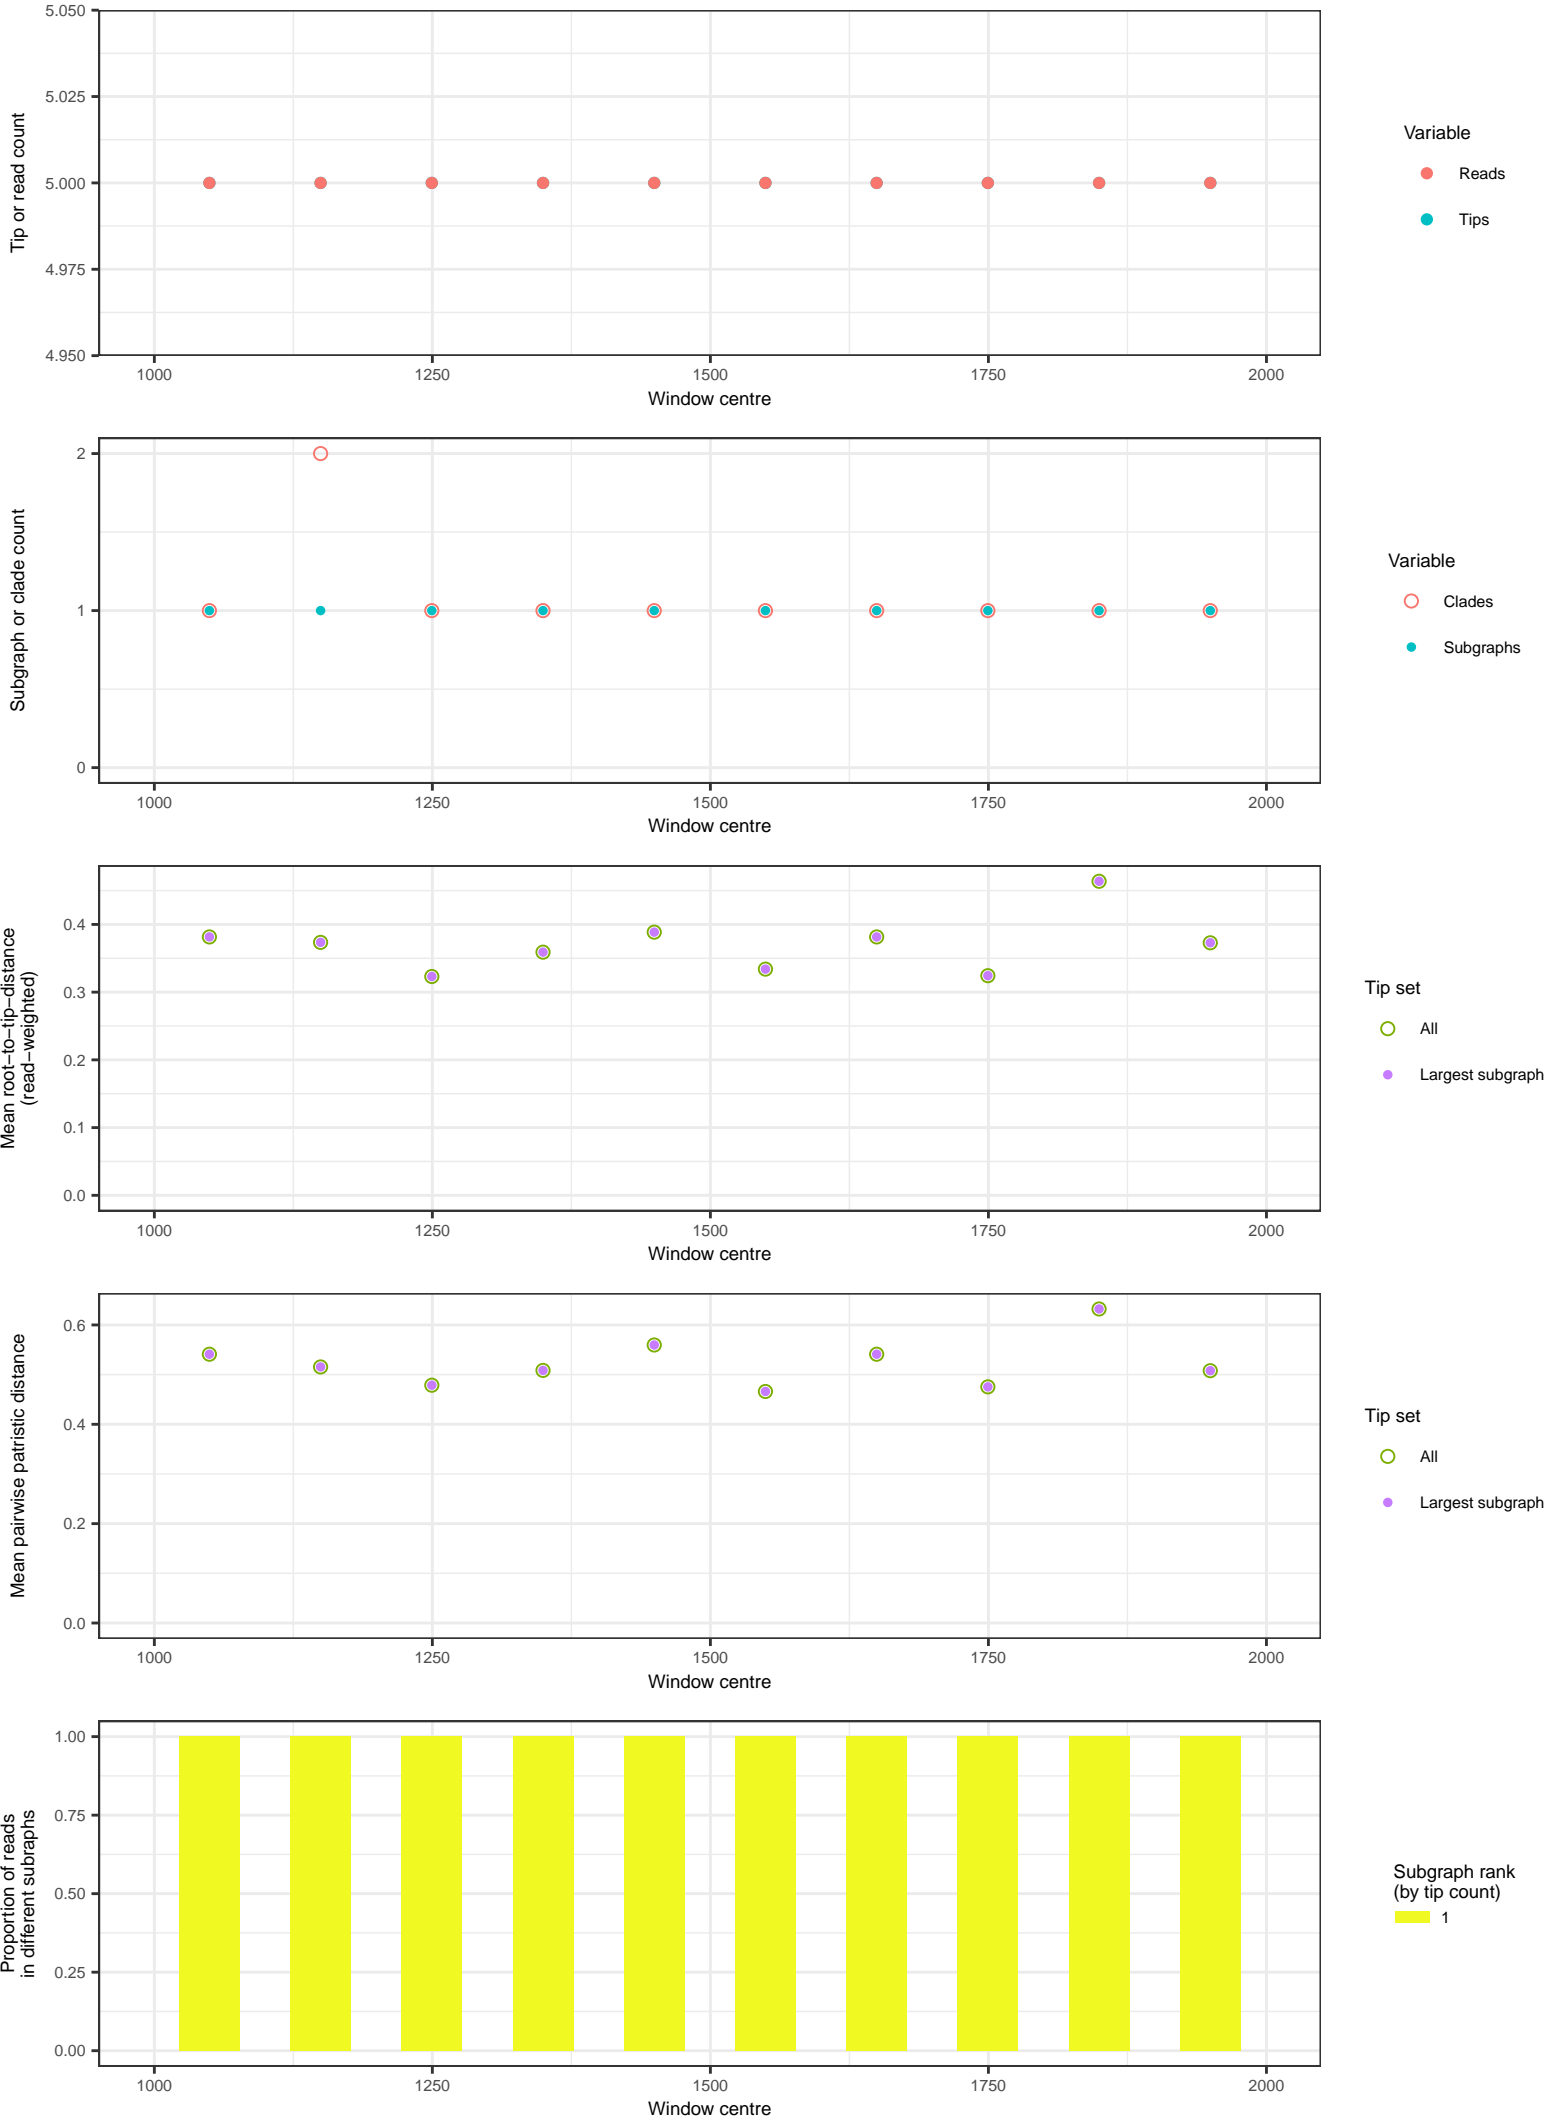 5.050
5.025
5.000
4.975
4.950
Tip or read count
1000 1250 1500 1750 2000
Window centre
Variable
Reads
Tips
2
1
0
Subgraph or clade count
1000 1250 1500 1750 2000
Window centre
Variable
Clades
Subgraphs
0.4
0.3
0.2
0.1
0.0
Mean root−to−tip−distance
(read−weighted)
1000 1250 1500 1750 2000
Window centre
Tip set
All
Largest subgraph
0.6
0.4
0.2
0.0
Mean pairwise patristic distance
1000 1250 1500 1750 2000
Window centre
Tip set
All
Largest subgraph
1.00
0.75
0.50
0.25
0.00
Proportion of reads
in different subraphs
1000 1250 1500 1750 2000
Window centre
Subgraph rank
(by tip count)
1